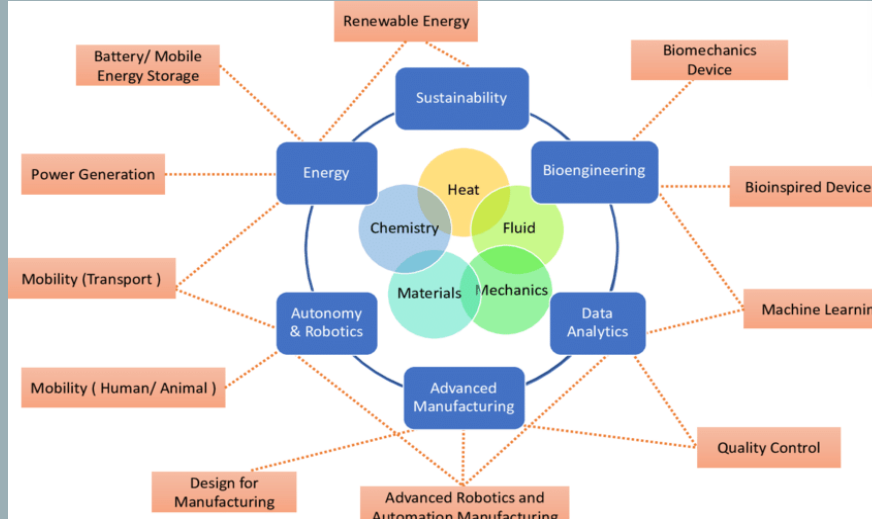 Renewable Energy
Battery/ Mobile
Energy Storage
Biomechanics
Device
Sustainability
Power Generation
Energy
Bioengineering
Bioinspired Device
Heat
Chemistry
Fluid
Mobility (Transport )
Materials
Mechanics
Autonomy
& Robotics
Data
Analytics
Machine Learnin
Mobility ( Human/ Animal )
Advanced
Manufacturing
Quality Control
Design for
Manufacturing
Advanced Robotics and
Automation Manufacturing